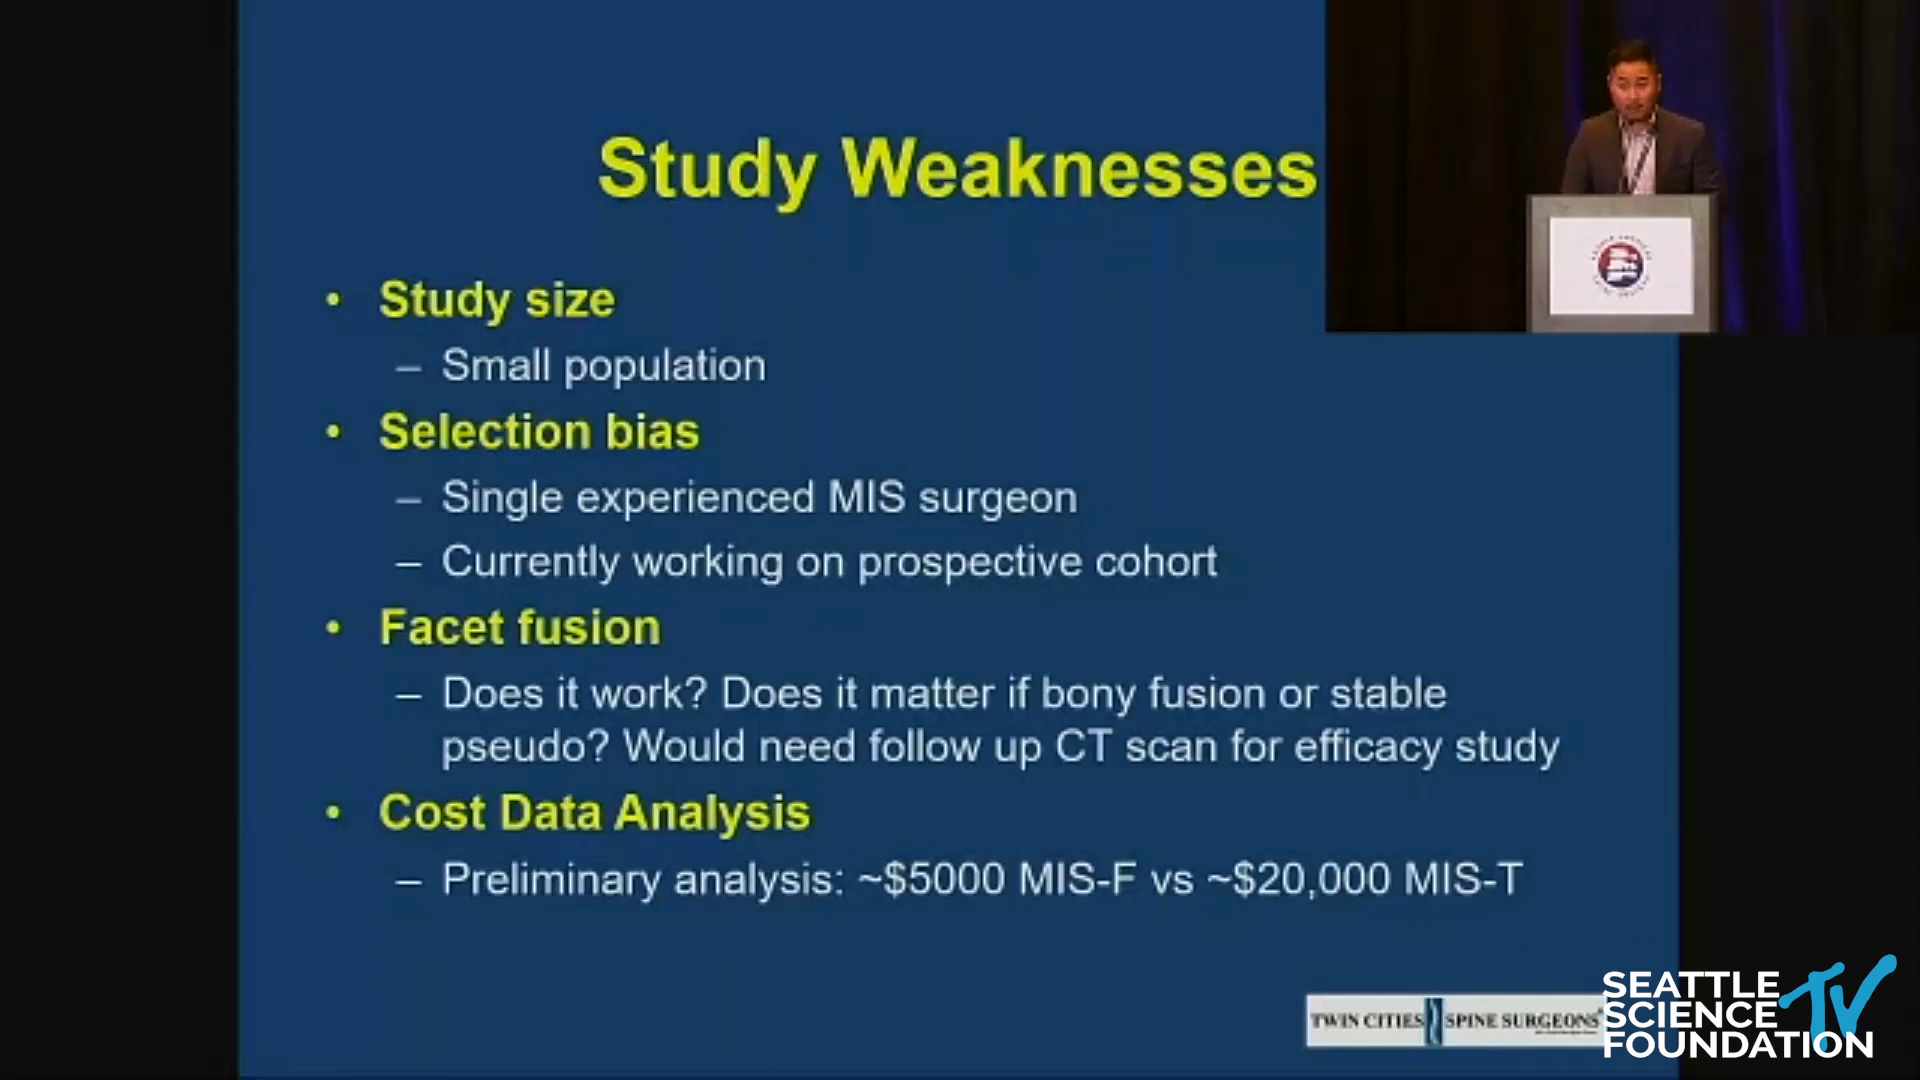 Study Weaknesses
• Study size
– Small population
• Selection bias
– Single experienced MIS surgeon
– Currently working on prospective cohort
• Facet fusion
– Does it work? Does it matter if bony fusion or stable
pseudo? Would need follow up CT scan for efficacy study
• Cost Data Analysis
– Preliminary analysis: ~$5000 MIS-F vs ~$20,000 MIS-T
TWIN CITIES SPINE SURGEONS
SEATTLE
SCIENCE
FOUNDATION
TV